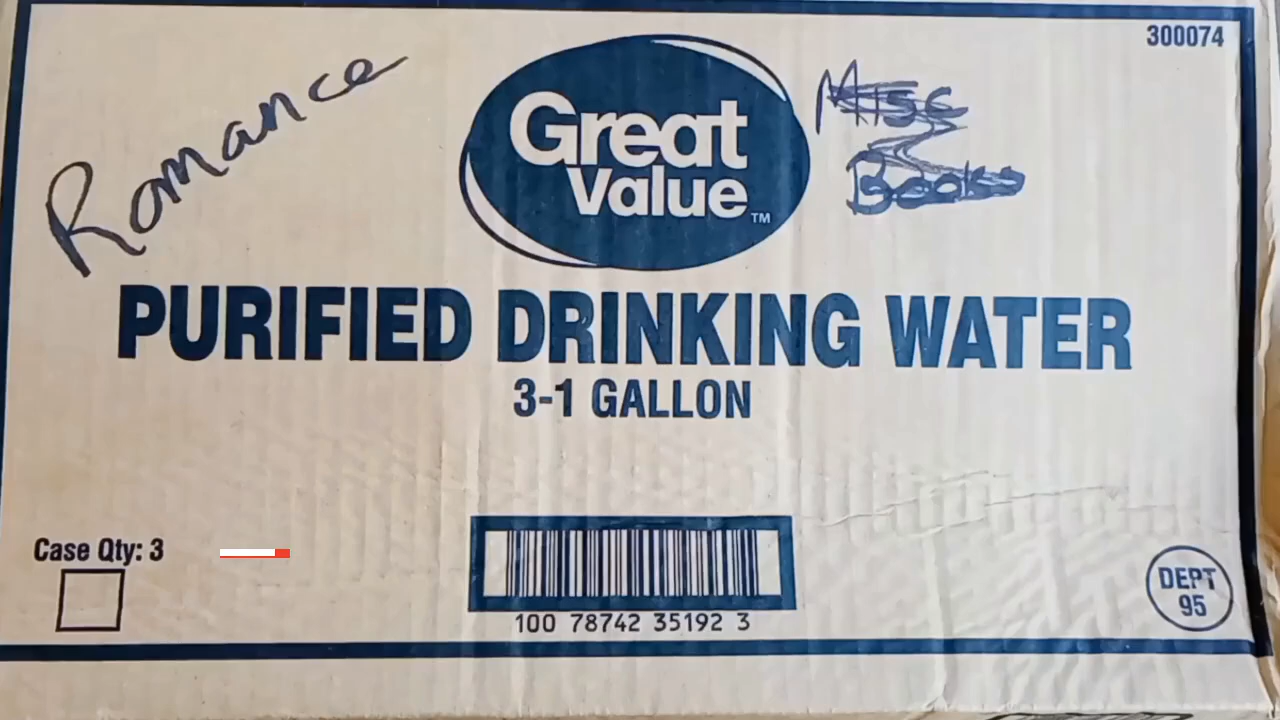 300074
Romance
Great
Value™
Misc
Books
PURIFIED DRINKING WATER
3-1 GALLON
Case Qty: 3
100 78742 35192 3
DEPT
95